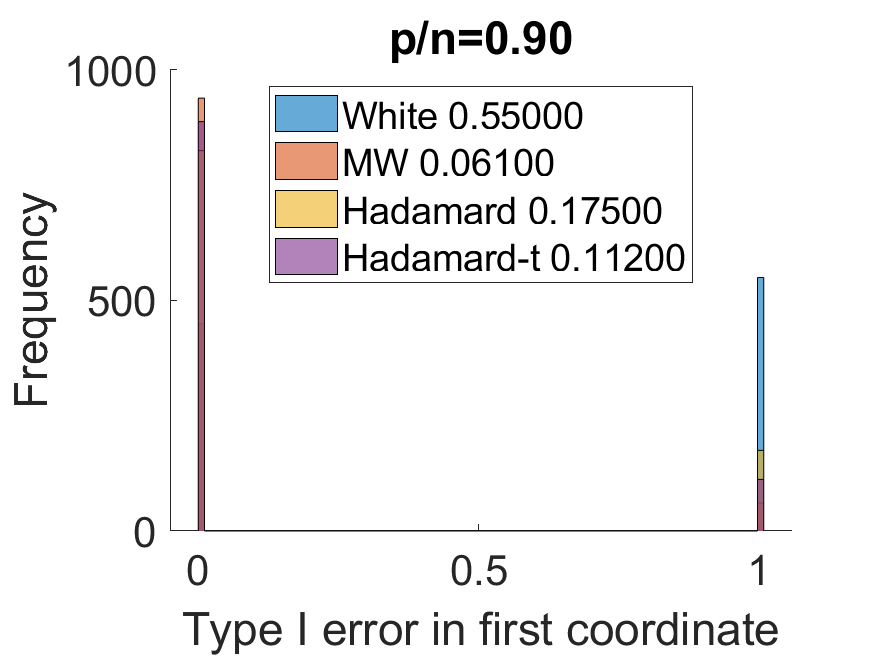 p/n=0.90
1000
500
0
Frequency
White 0.55000
MW 0.06100
Hadamard 0.17500
Hadamard-t 0.11200
0 0.5 1
Type I error in first coordinate